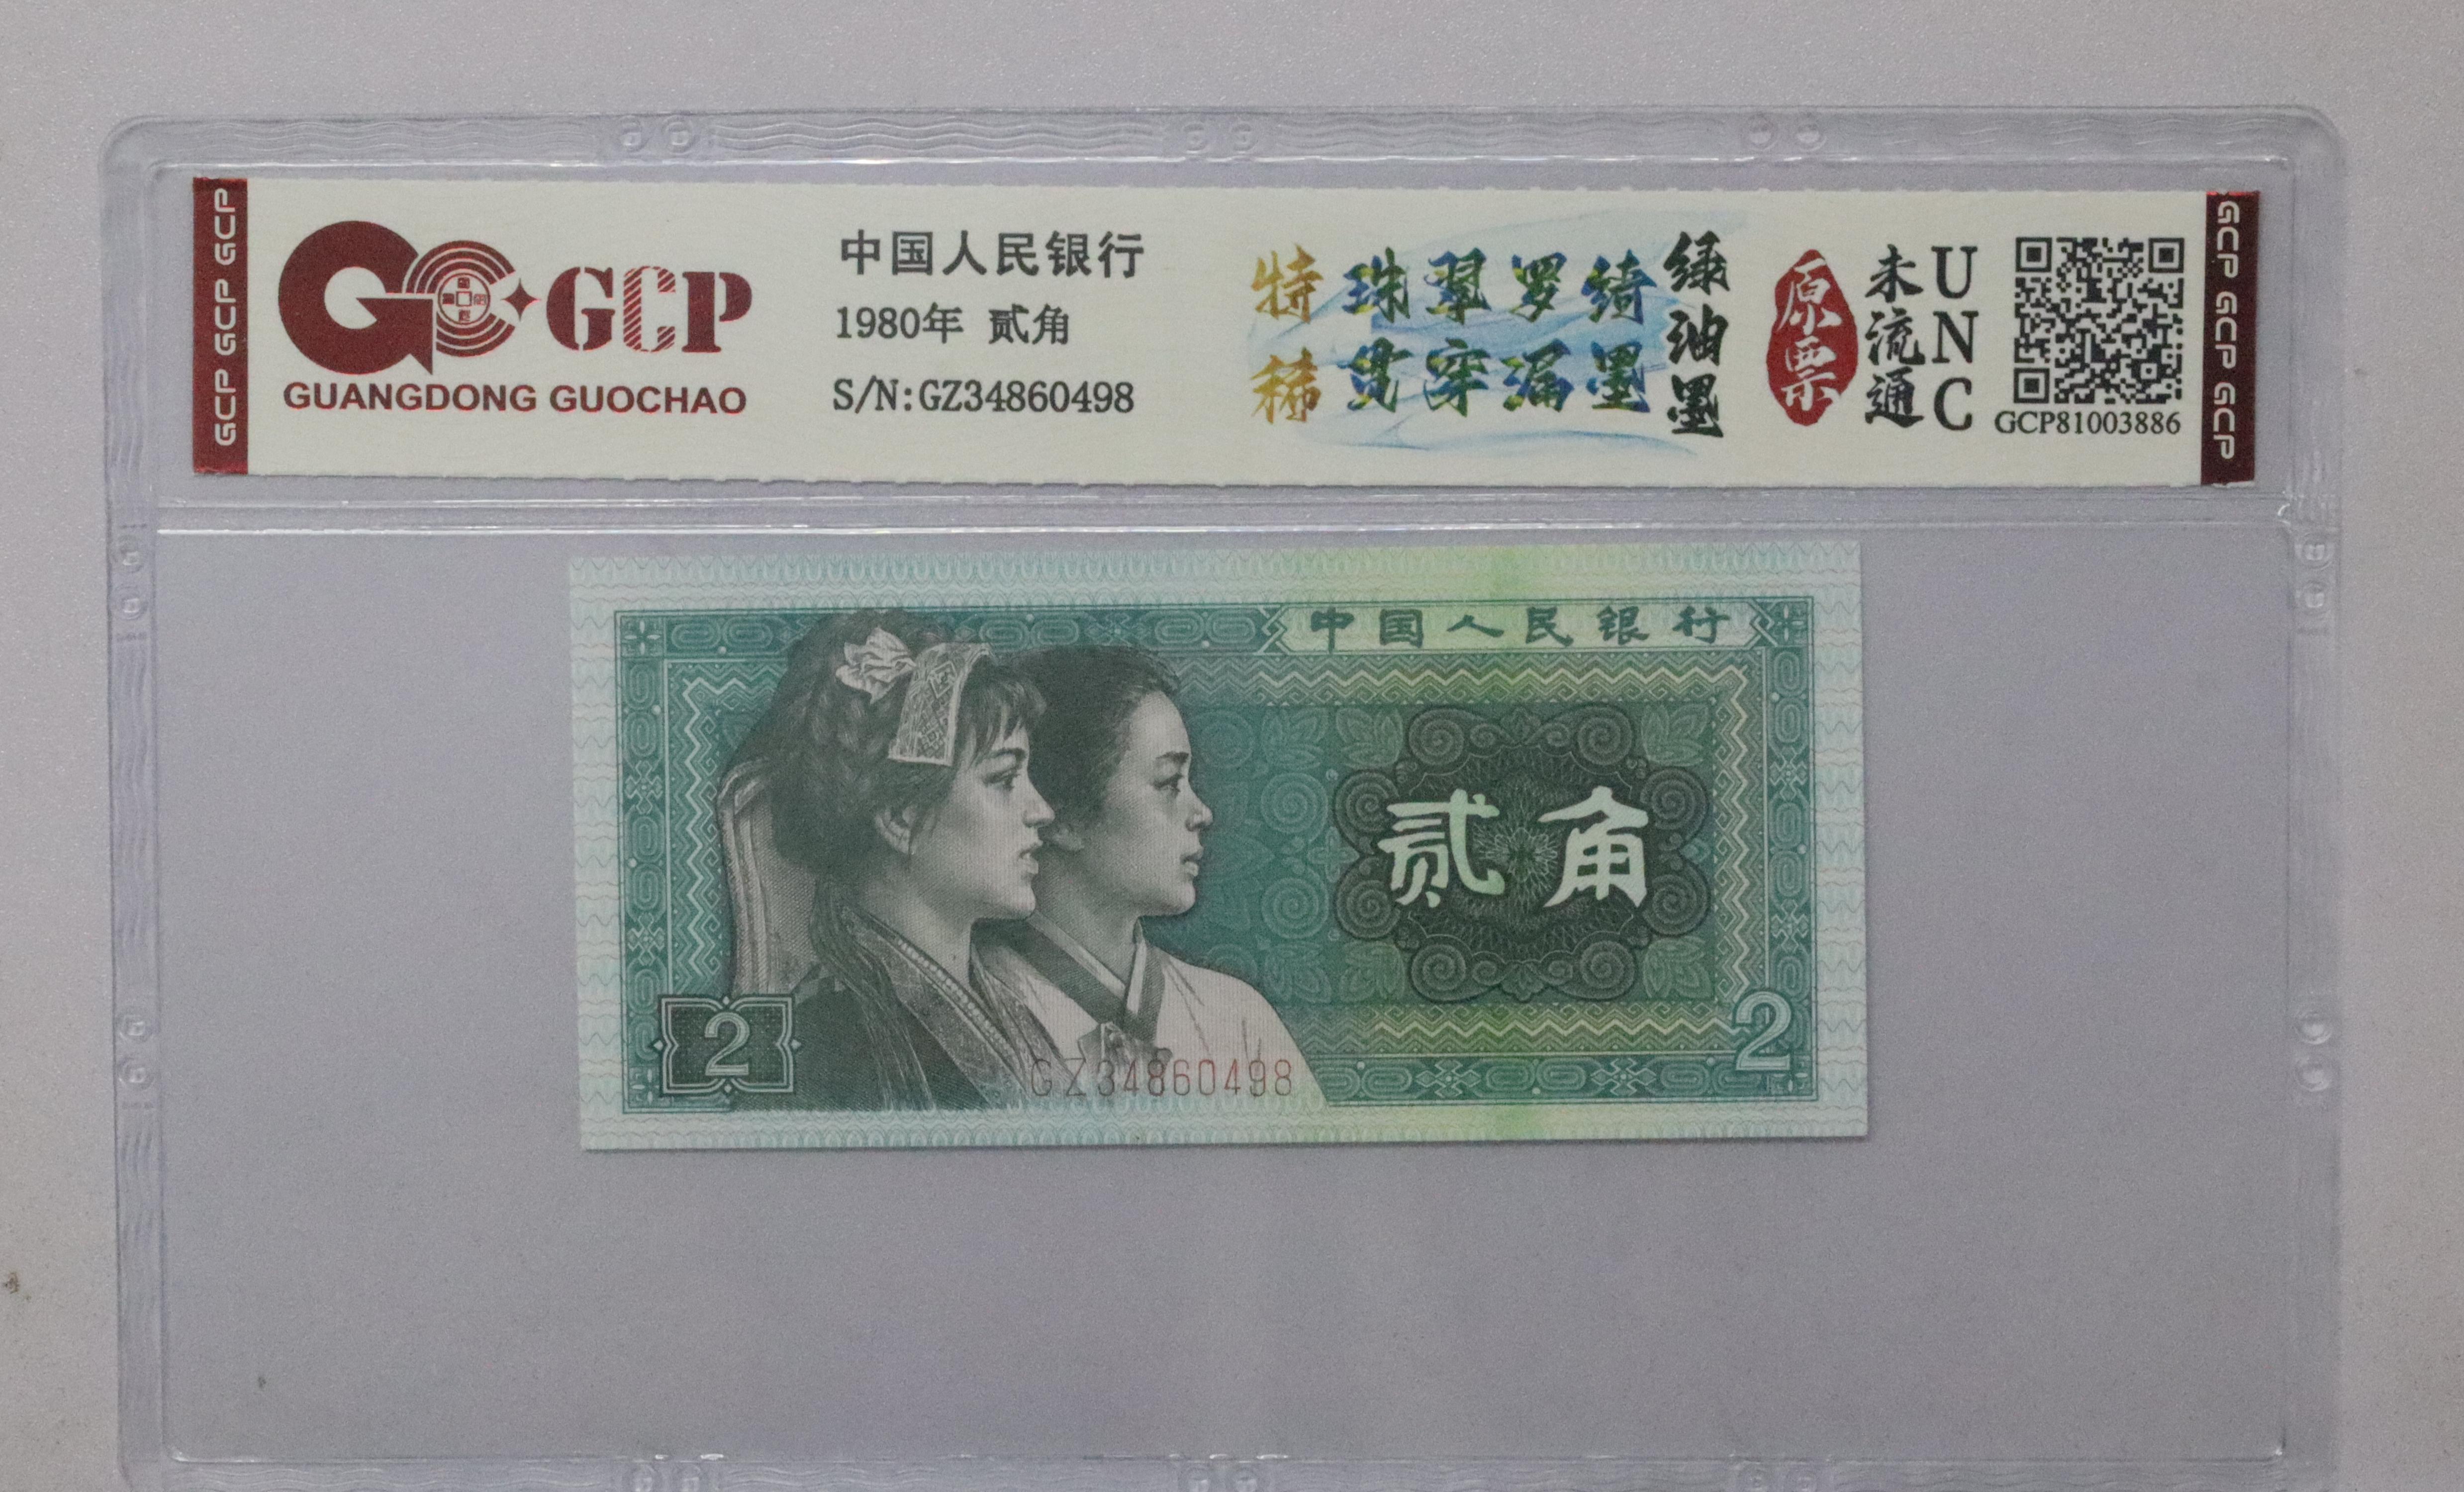 GCP GCP GCP
GCP
GUANGDONG GUOCHAO
中国人民银行
1980年 贰角
S/N:GZ34860498
特稀
珠翠罗绮
贯穿漏墨
绿油墨
原票
未流通
UNC
GCP81003886
GCP GCP GCP
中国人民银行
贰角
2
2
GZ34860498